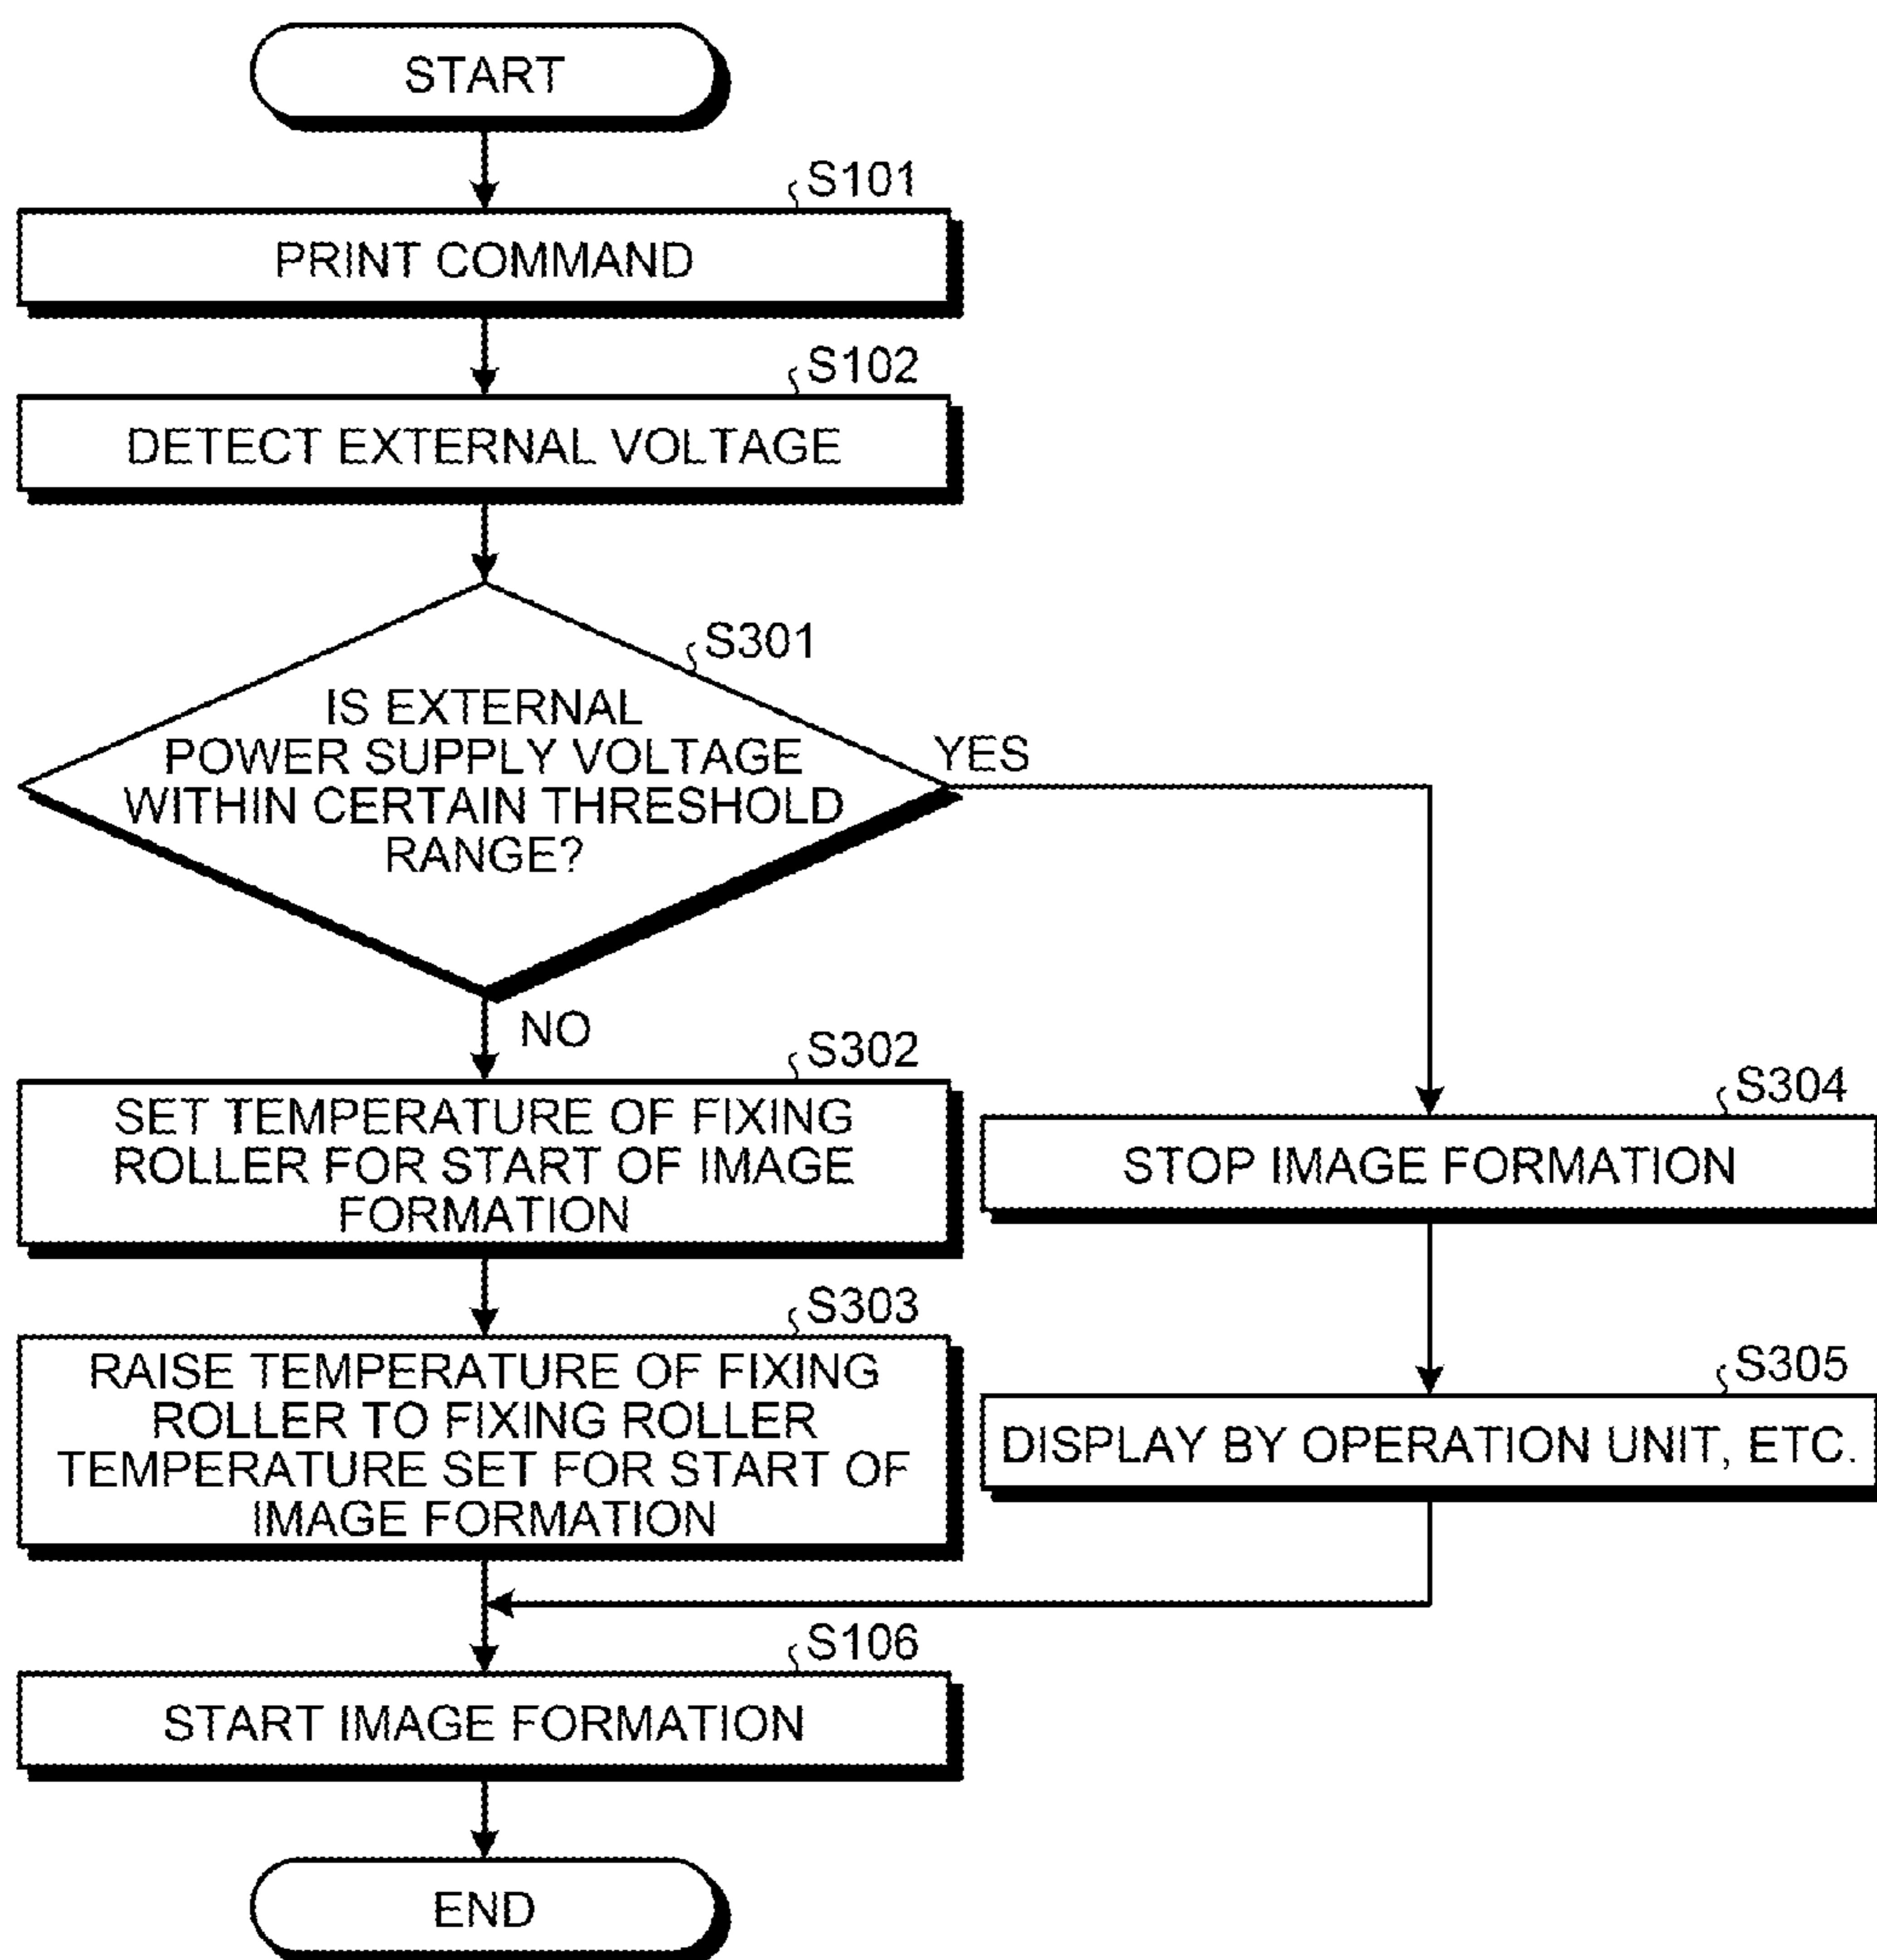 START
S101
PRINT COMMAND
S102
DETECT EXTERNAL VOLTAGE
S301
IS EXTERNAL
POWER SUPPLY VOLTAGE
WITHIN CERTAIN THRESHOLD
RANGE?
YES
NO
S302
SET TEMPERATURE OF FIXING
ROLLER FOR START OF IMAGE
FORMATION
S303
RAISE TEMPERATURE OF FIXING
ROLLER TO FIXING ROLLER
TEMPERATURE SET FOR START OF
IMAGE FORMATION
S304
STOP IMAGE FORMATION
S305
DISPLAY BY OPERATION UNIT, ETC.
S106
START IMAGE FORMATION
END